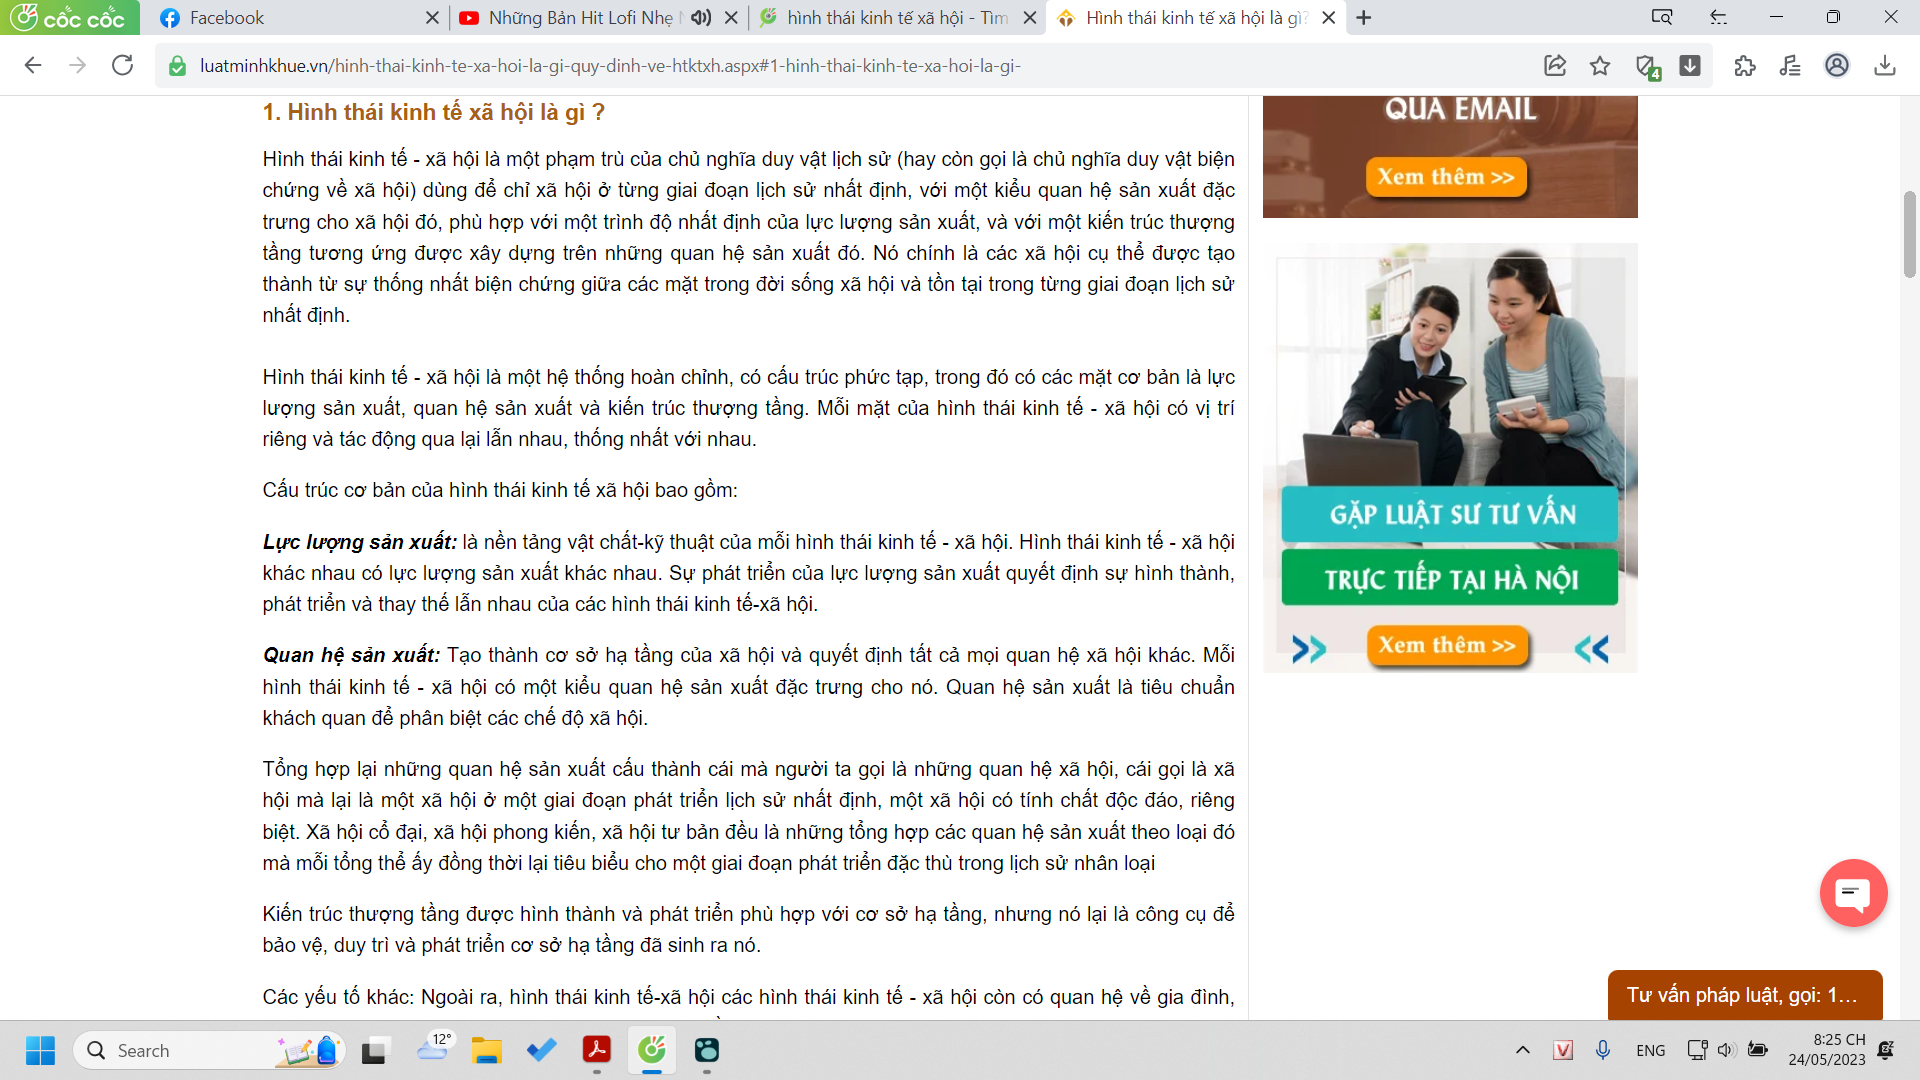 cốc cốc
Facebook
Những Bản Hit Lofi Nhẹ
hình thái kinh tế xã hội - Tìm
Hình thái kinh tế xã hội là gì?
luatminhkhue.vn/hinh-thai-kinh-te-xa-hoi-la-gi-quy-dinh-ve-htktxh.aspx#1-hinh-thai-kinh-te-xa-hoi-la-gi-
4
1. Hình thái kinh tế xã hội là gì ?
Hình thái kinh tế - xã hội là một phạm trù của chủ nghĩa duy vật lịch sử (hay còn gọi là chủ nghĩa duy vật biện
chứng về xã hội) dùng để chỉ xã hội ở từng giai đoạn lịch sử nhất định, với một kiểu quan hệ sản xuất đặc
trưng cho xã hội đó, phù hợp với một trình độ nhất định của lực lượng sản xuất, và với một kiến trúc thượng
tầng tương ứng được xây dựng trên những quan hệ sản xuất đó. Nó chính là các xã hội cụ thể được tạo
thành từ sự thống nhất biện chứng giữa các mặt trong đời sống xã hội và tồn tại trong từng giai đoạn lịch sử
nhất định.
Hình thái kinh tế - xã hội là một hệ thống hoàn chỉnh, có cấu trúc phức tạp, trong đó có các mặt cơ bản là lực
lượng sản xuất, quan hệ sản xuất và kiến trúc thượng tầng. Mỗi mặt của hình thái kinh tế - xã hội có vị trí
riêng và tác động qua lại lẫn nhau, thống nhất với nhau.
Cấu trúc cơ bản của hình thái kinh tế xã hội bao gồm:
Lực lượng sản xuất: là nền tảng vật chất-kỹ thuật của mỗi hình thái kinh tế - xã hội. Hình thái kinh tế - xã hội
khác nhau có lực lượng sản xuất khác nhau. Sự phát triển của lực lượng sản xuất quyết định sự hình thành,
phát triển và thay thế lẫn nhau của các hình thái kinh tế-xã hội.
Quan hệ sản xuất: Tạo thành cơ sở hạ tầng của xã hội và quyết định tất cả mọi quan hệ xã hội khác. Mỗi
hình thái kinh tế - xã hội có một kiểu quan hệ sản xuất đặc trưng cho nó. Quan hệ sản xuất là tiêu chuẩn
khách quan để phân biệt các chế độ xã hội.
Tổng hợp lại những quan hệ sản xuất cấu thành cái mà người ta gọi là những quan hệ xã hội, cái gọi là xã
hội mà lại là một xã hội ở một giai đoạn phát triển lịch sử nhất định, một xã hội có tính chất độc đáo, riêng
biệt. Xã hội cổ đại, xã hội phong kiến, xã hội tư bản đều là những tổng hợp các quan hệ sản xuất theo loại đó
mà mỗi tổng thể ấy đồng thời lại tiêu biểu cho một giai đoạn phát triển đặc thù trong lịch sử nhân loại
Kiến trúc thượng tầng được hình thành và phát triển phù hợp với cơ sở hạ tầng, nhưng nó lại là công cụ để
bảo vệ, duy trì và phát triển cơ sở hạ tầng đã sinh ra nó.
Các yếu tố khác: Ngoài ra, hình thái kinh tế-xã hội các hình thái kinh tế - xã hội còn có quan hệ về gia đình,
QUA EMAIL
Xem thêm >>
GẶP LUẬT SƯ TƯ VẤN
TRỰC TIẾP TẠI HÀ NỘI
Xem thêm >>
Tư vấn pháp luật, gọi: 1...
Search
12°
ENG
8:25 CH
24/05/2023